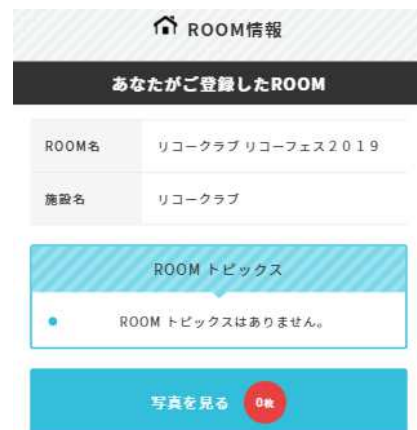 ROOM情報
あなたがご登録したROOM
ROOM名 リコークラブ リコーフェス２０１９
施設名 リコークラブ
ROOM トピックス
ROOM トピックスはありません。
写真を見る 0枚